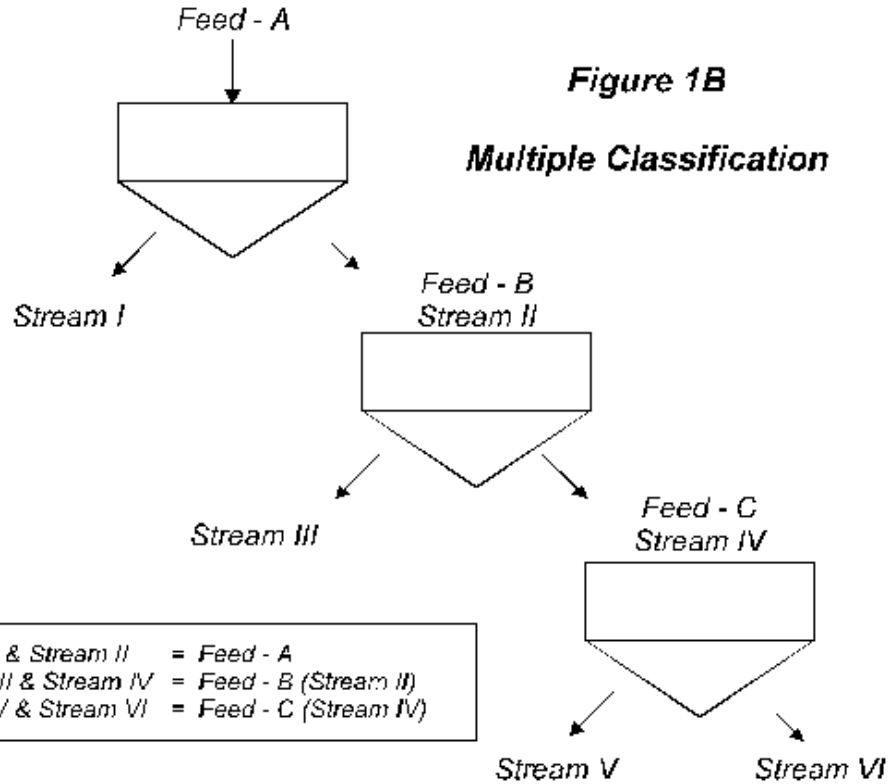 Feed - A
Figure 1B
Multiple Classification
Stream I
Feed - B
Stream II
Stream III
Feed - C
Stream IV
& Stream II = Feed - A
II & Stream IV = Feed - B (Stream II)
V & Stream VI = Feed - C (Stream IV)
Stream V
Stream VI